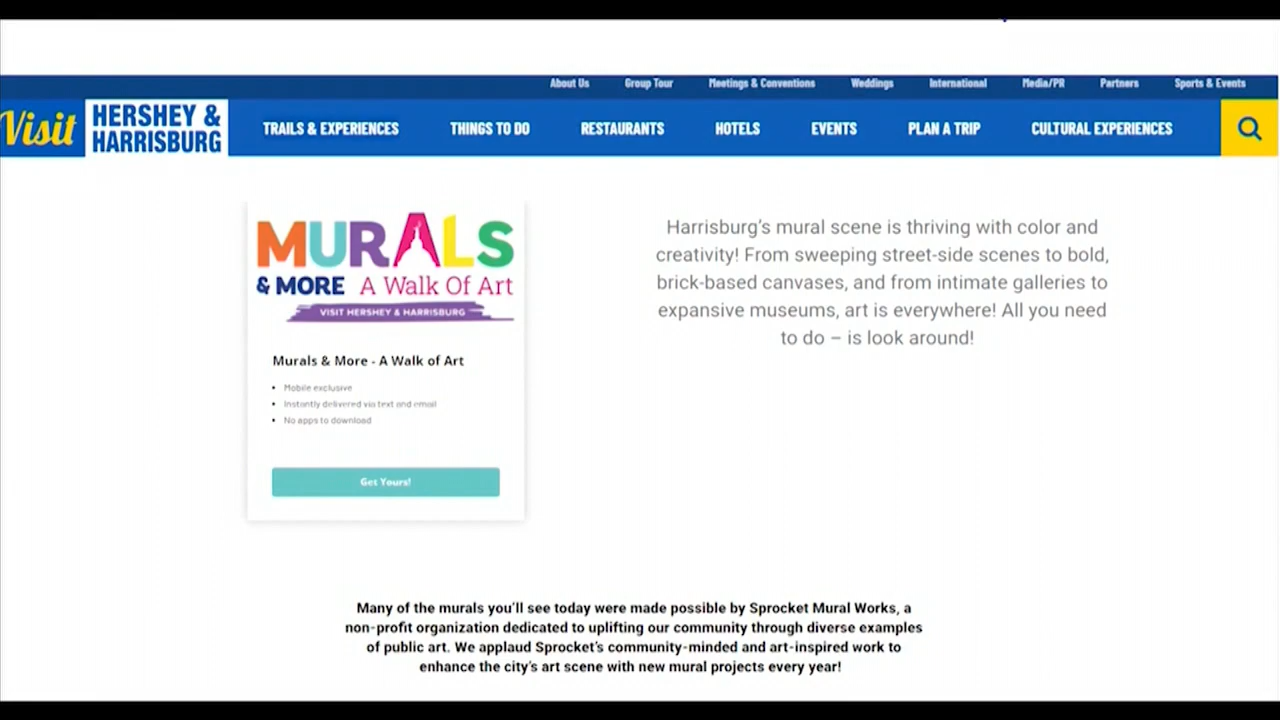 About Us Group Tour Meetings & Conventions Weddings International Media/PR Partners Sports & Events
Visit HERSHEY & HARRISBURG
TRAILS & EXPERIENCES THINGS TO DO RESTAURANTS HOTELS EVENTS PLAN A TRIP CULTURAL EXPERIENCES
MURALS
& MORE A Walk Of Art
VISIT HERSHEY & HARRISBURG
Murals & More - A Walk of Art
• Mobile exclusive
• Instantly delivered via text and email
• No apps to download
Get Yours!
Harrisburg's mural scene is thriving with color and
creativity! From sweeping street-side scenes to bold,
brick-based canvases, and from intimate galleries to
expansive museums, art is everywhere! All you need
to do – is look around!
Many of the murals you'll see today were made possible by Sprocket Mural Works, a
non-profit organization dedicated to uplifting our community through diverse examples
of public art. We applaud Sprocket's community-minded and art-inspired work to
enhance the city's art scene with new mural projects every year!